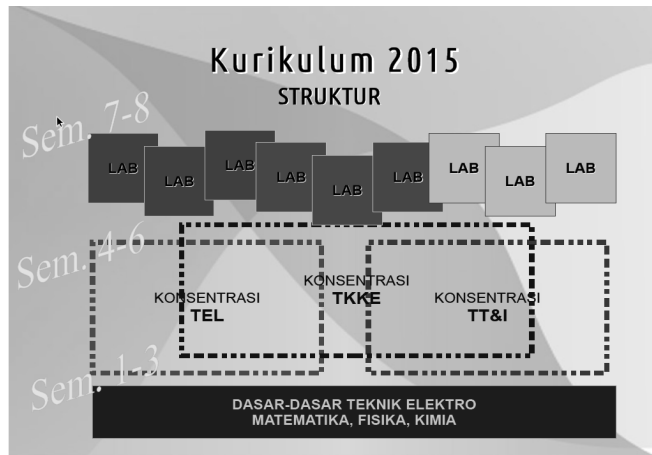 Kurikulum 2015
STRUKTUR
Sem. 7-8
LAB
LAB
LAB
LAB
LAB
LAB
LAB
LAB
LAB
Sem. 4-6
KONSENTRASI
TEL
KONSENTRASI
TKKE
KONSENTRASI
TT&I
Sem. 1-3
DASAR-DASAR TEKNIK ELEKTRO
MATEMATIKA, FISIKA, KIMIA